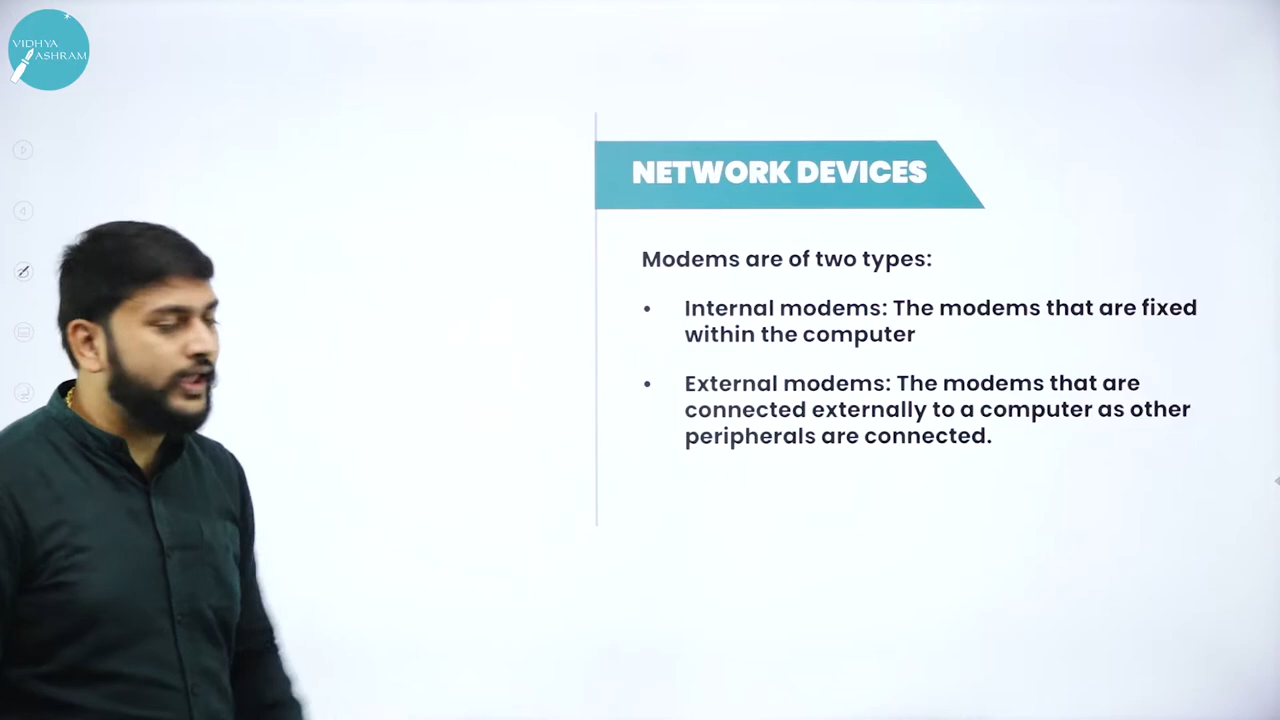 VIDHYA
ASHRAM
NETWORK DEVICES
Modems are of two types:
• Internal modems: The modems that are fixed
within the computer
• External modems: The modems that are
connected externally to a computer as other
peripherals are connected.